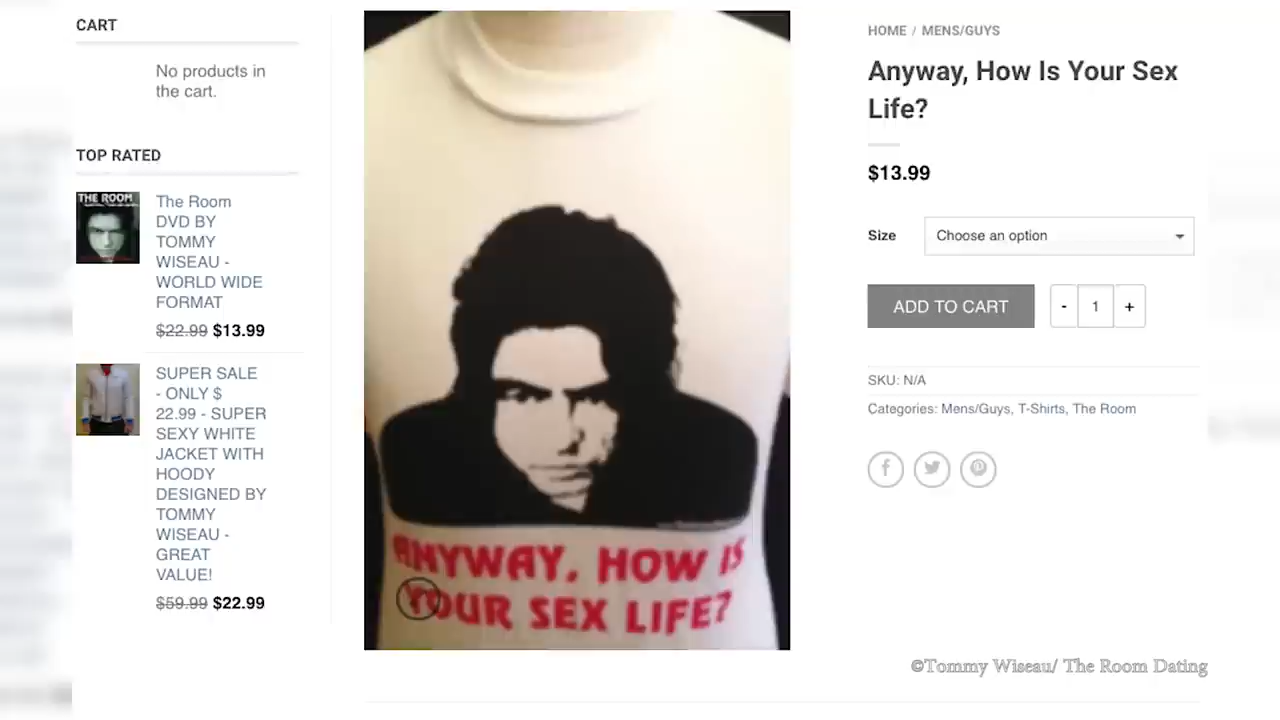 CART
No products in
the cart.
TOP RATED
THE ROOM
The Room
DVD BY
TOMMY
WISEAU -
WORLD WIDE
FORMAT
$22.99 $13.99
SUPER SALE
- ONLY $
22.99 - SUPER
SEXY WHITE
JACKET WITH
HOODY
DESIGNED BY
TOMMY
WISEAU -
GREAT
VALUE!
$59.99 $22.99
ANYWAY, HOW IS
YOUR SEX LIFE?
HOME / MENS/GUYS
Anyway, How Is Your Sex
Life?
$13.99
Size Choose an option
ADD TO CART - 1 +
SKU: N/A
Categories: Mens/Guys, T-Shirts, The Room
©Tommy Wiseau/ The Room Dating